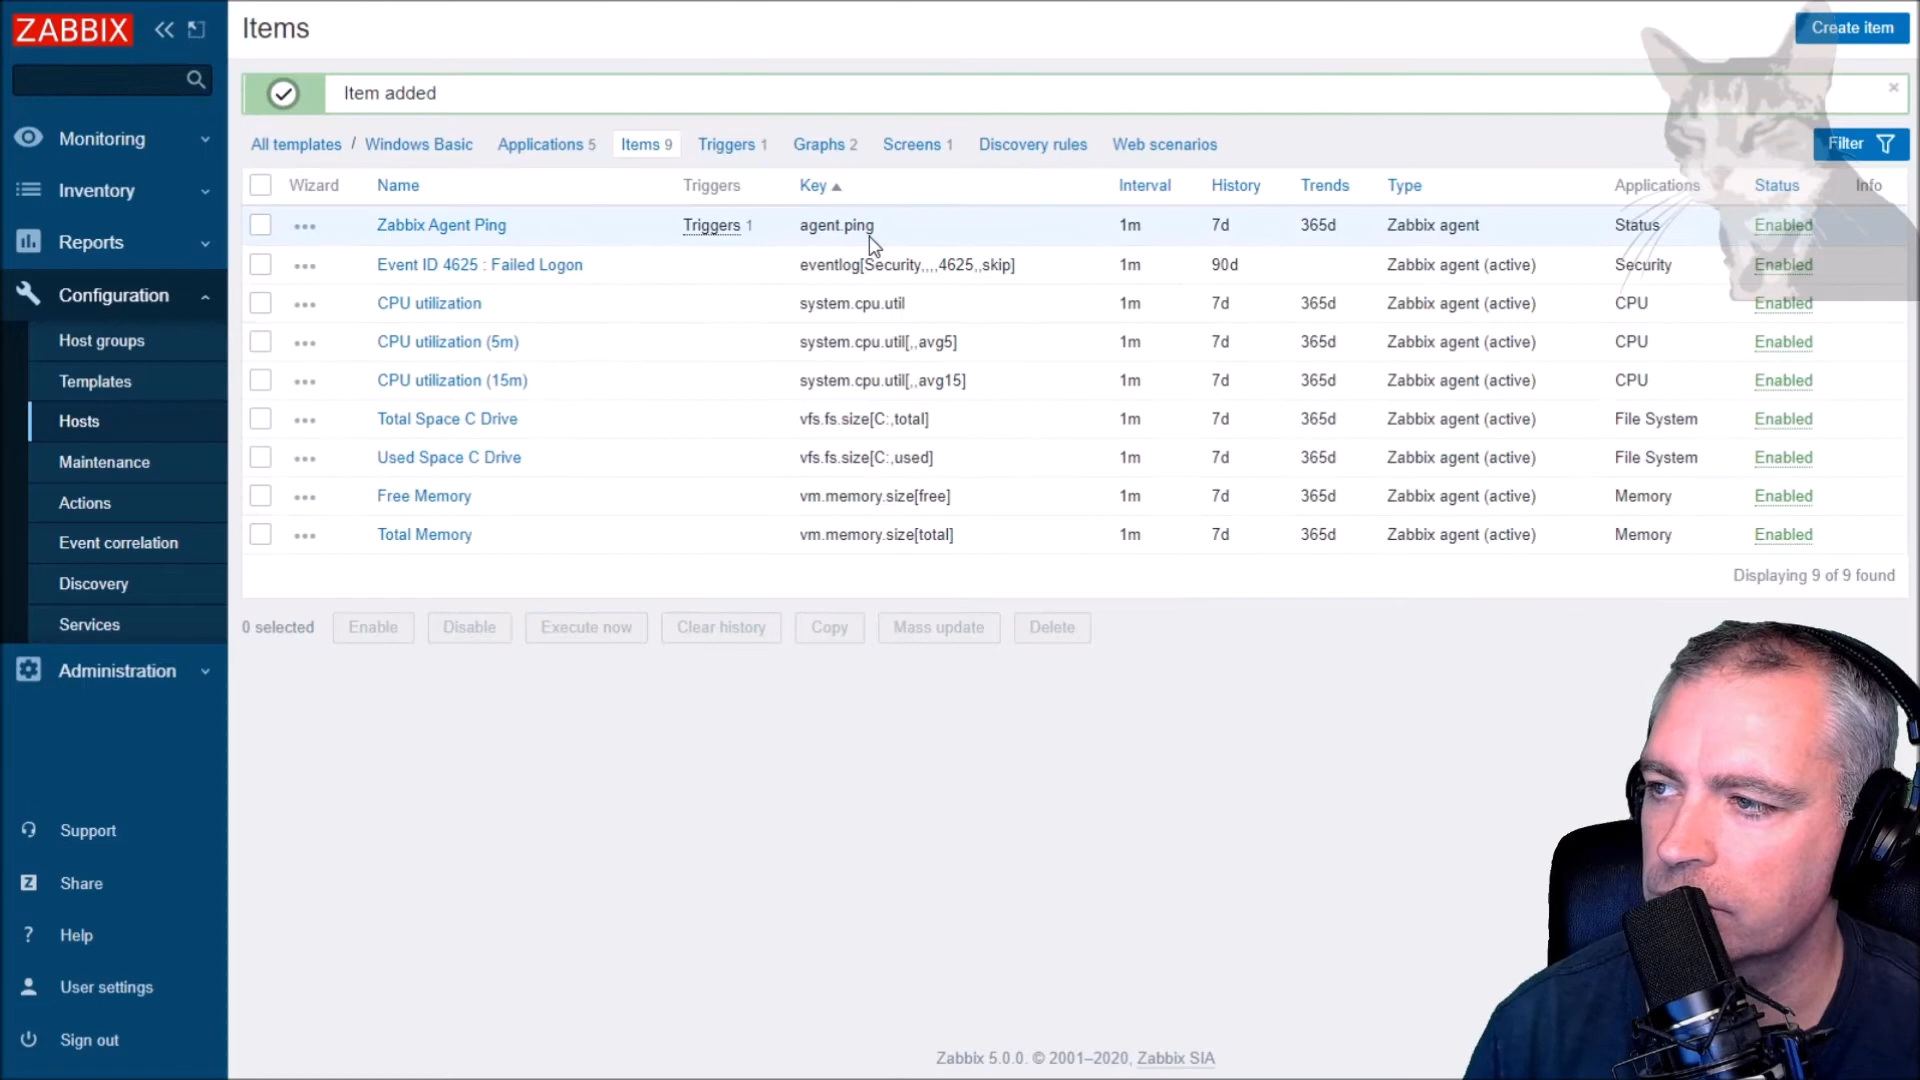 ZABBIX
Monitoring
Inventory
Reports
Configuration
Host groups
Templates
Hosts
Maintenance
Actions
Event correlation
Discovery
Services
Administration
Support
Z Share
? Help
User settings
Sign out
Items
Create item
Item added
All templates / Windows Basic Applications 5 Items 9 Triggers 1 Graphs 2 Screens 1 Discovery rules Web scenarios
Filter
Wizard Name Triggers Key Interval History Trends Type Applications Status Info
Zabbix Agent Ping Triggers 1 agent.ping 1m 7d 365d Zabbix agent Status Enabled
Event ID 4625 : Failed Logon eventlog[Security,,,,4625,,skip] 1m 90d Zabbix agent (active) Security Enabled
CPU utilization system.cpu.util 1m 7d 365d Zabbix agent (active) CPU Enabled
CPU utilization (5m) system.cpu.util[,,avg5] 1m 7d 365d Zabbix agent (active) CPU Enabled
CPU utilization (15m) system.cpu.util[,,avg15] 1m 7d 365d Zabbix agent (active) CPU Enabled
Total Space C Drive vfs.fs.size[C:,total] 1m 7d 365d Zabbix agent (active) File System Enabled
Used Space C Drive vfs.fs.size[C:,used] 1m 7d 365d Zabbix agent (active) File System Enabled
Free Memory vm.memory.size[free] 1m 7d 365d Zabbix agent (active) Memory Enabled
Total Memory vm.memory.size[total] 1m 7d 365d Zabbix agent (active) Memory Enabled
Displaying 9 of 9 found
0 selected Enable Disable Execute now Clear history Copy Mass update Delete
Zabbix 5.0.0. © 2001–2020, Zabbix SIA